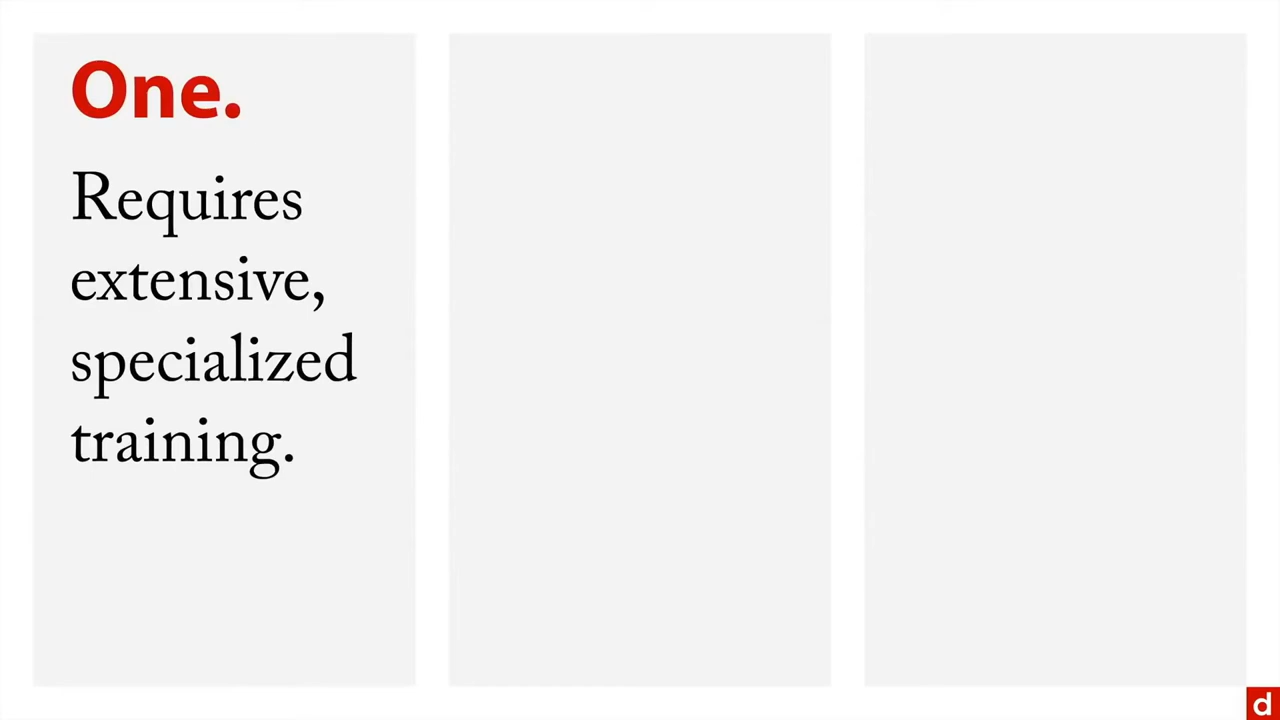 One.
Requires
extensive,
specialized
training.
d